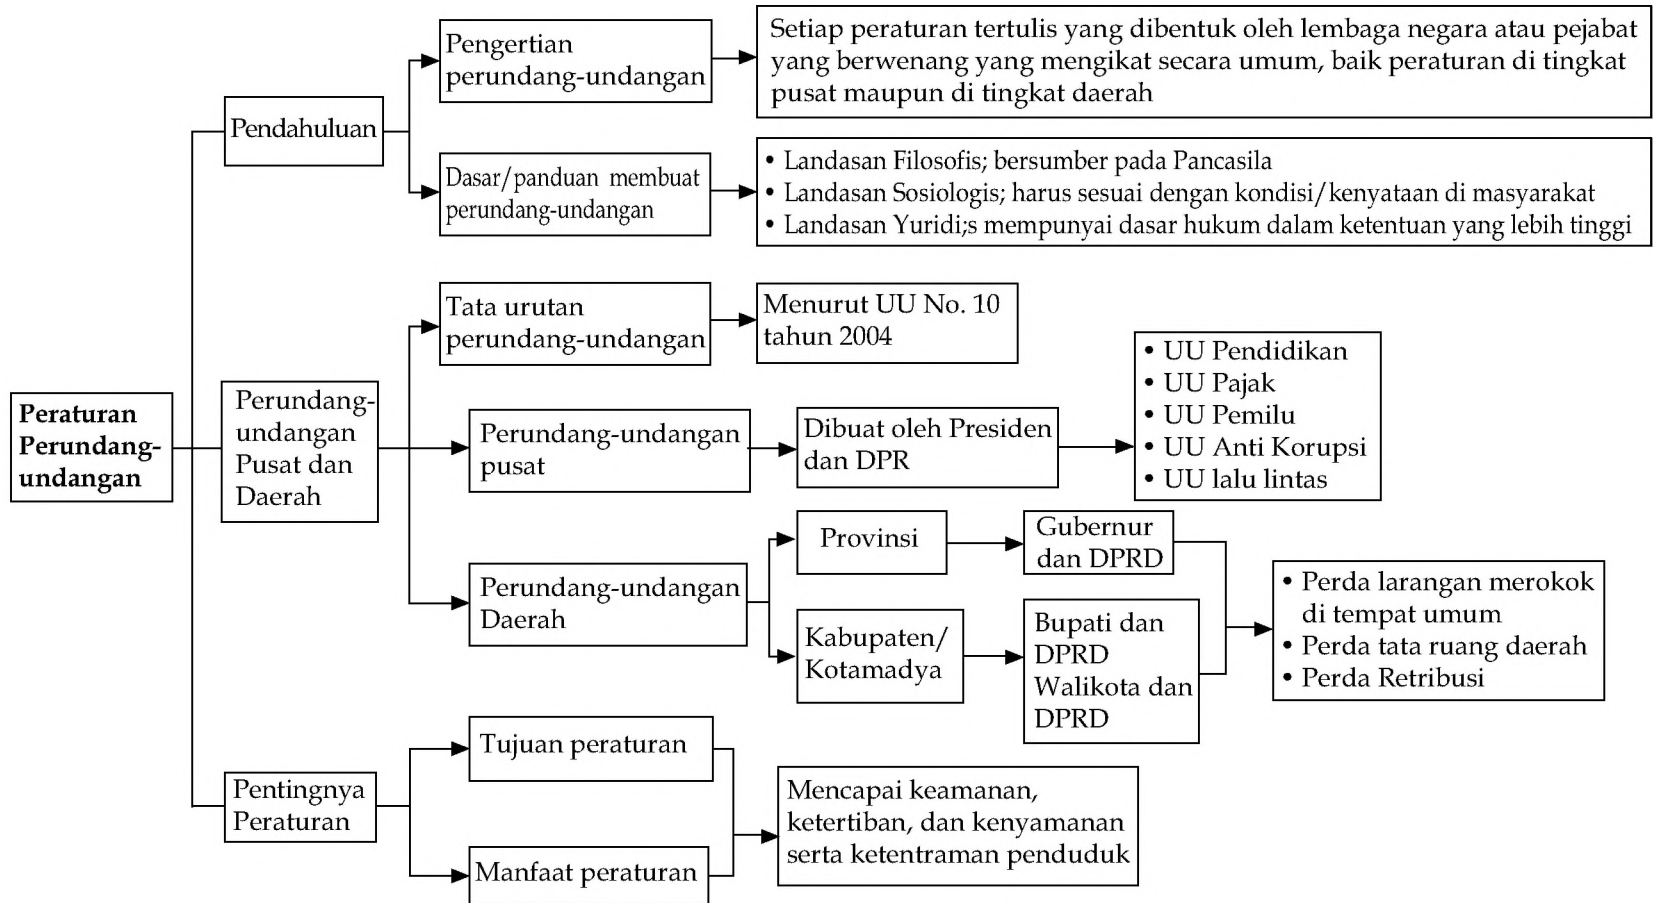 Peraturan
Perundang-
undangan
Pendahuluan
Pengertian
perundang-undangan
Setiap peraturan tertulis yang dibentuk oleh lembaga negara atau pejabat
yang berwenang yang mengikat secara umum, baik peraturan di tingkat
pusat maupun di tingkat daerah
Dasar/panduan membuat
perundang-undangan
• Landasan Filosofis; bersumber pada Pancasila
• Landasan Sosiologis; harus sesuai dengan kondisi/kenyataan di masyarakat
• Landasan Yuridi;s mempunyai dasar hukum dalam ketentuan yang lebih tinggi
Perundang-
undangan
Pusat dan
Daerah
Tata urutan
perundang-undangan
Menurut UU No. 10
tahun 2004
Perundang-undangan
pusat
Dibuat oleh Presiden
dan DPR
• UU Pendidikan
• UU Pajak
• UU Pemilu
• UU Anti Korupsi
• UU lalu lintas
Perundang-undangan
Daerah
Provinsi
Gubernur
dan DPRD
Kabupaten/
Kotamadya
Bupati dan
DPRD
Walikota dan
DPRD
• Perda larangan merokok
di tempat umum
• Perda tata ruang daerah
• Perda Retribusi
Pentingnya
Peraturan
Tujuan peraturan
Manfaat peraturan
Mencapai keamanan,
ketertiban, dan kenyamanan
serta ketentraman penduduk